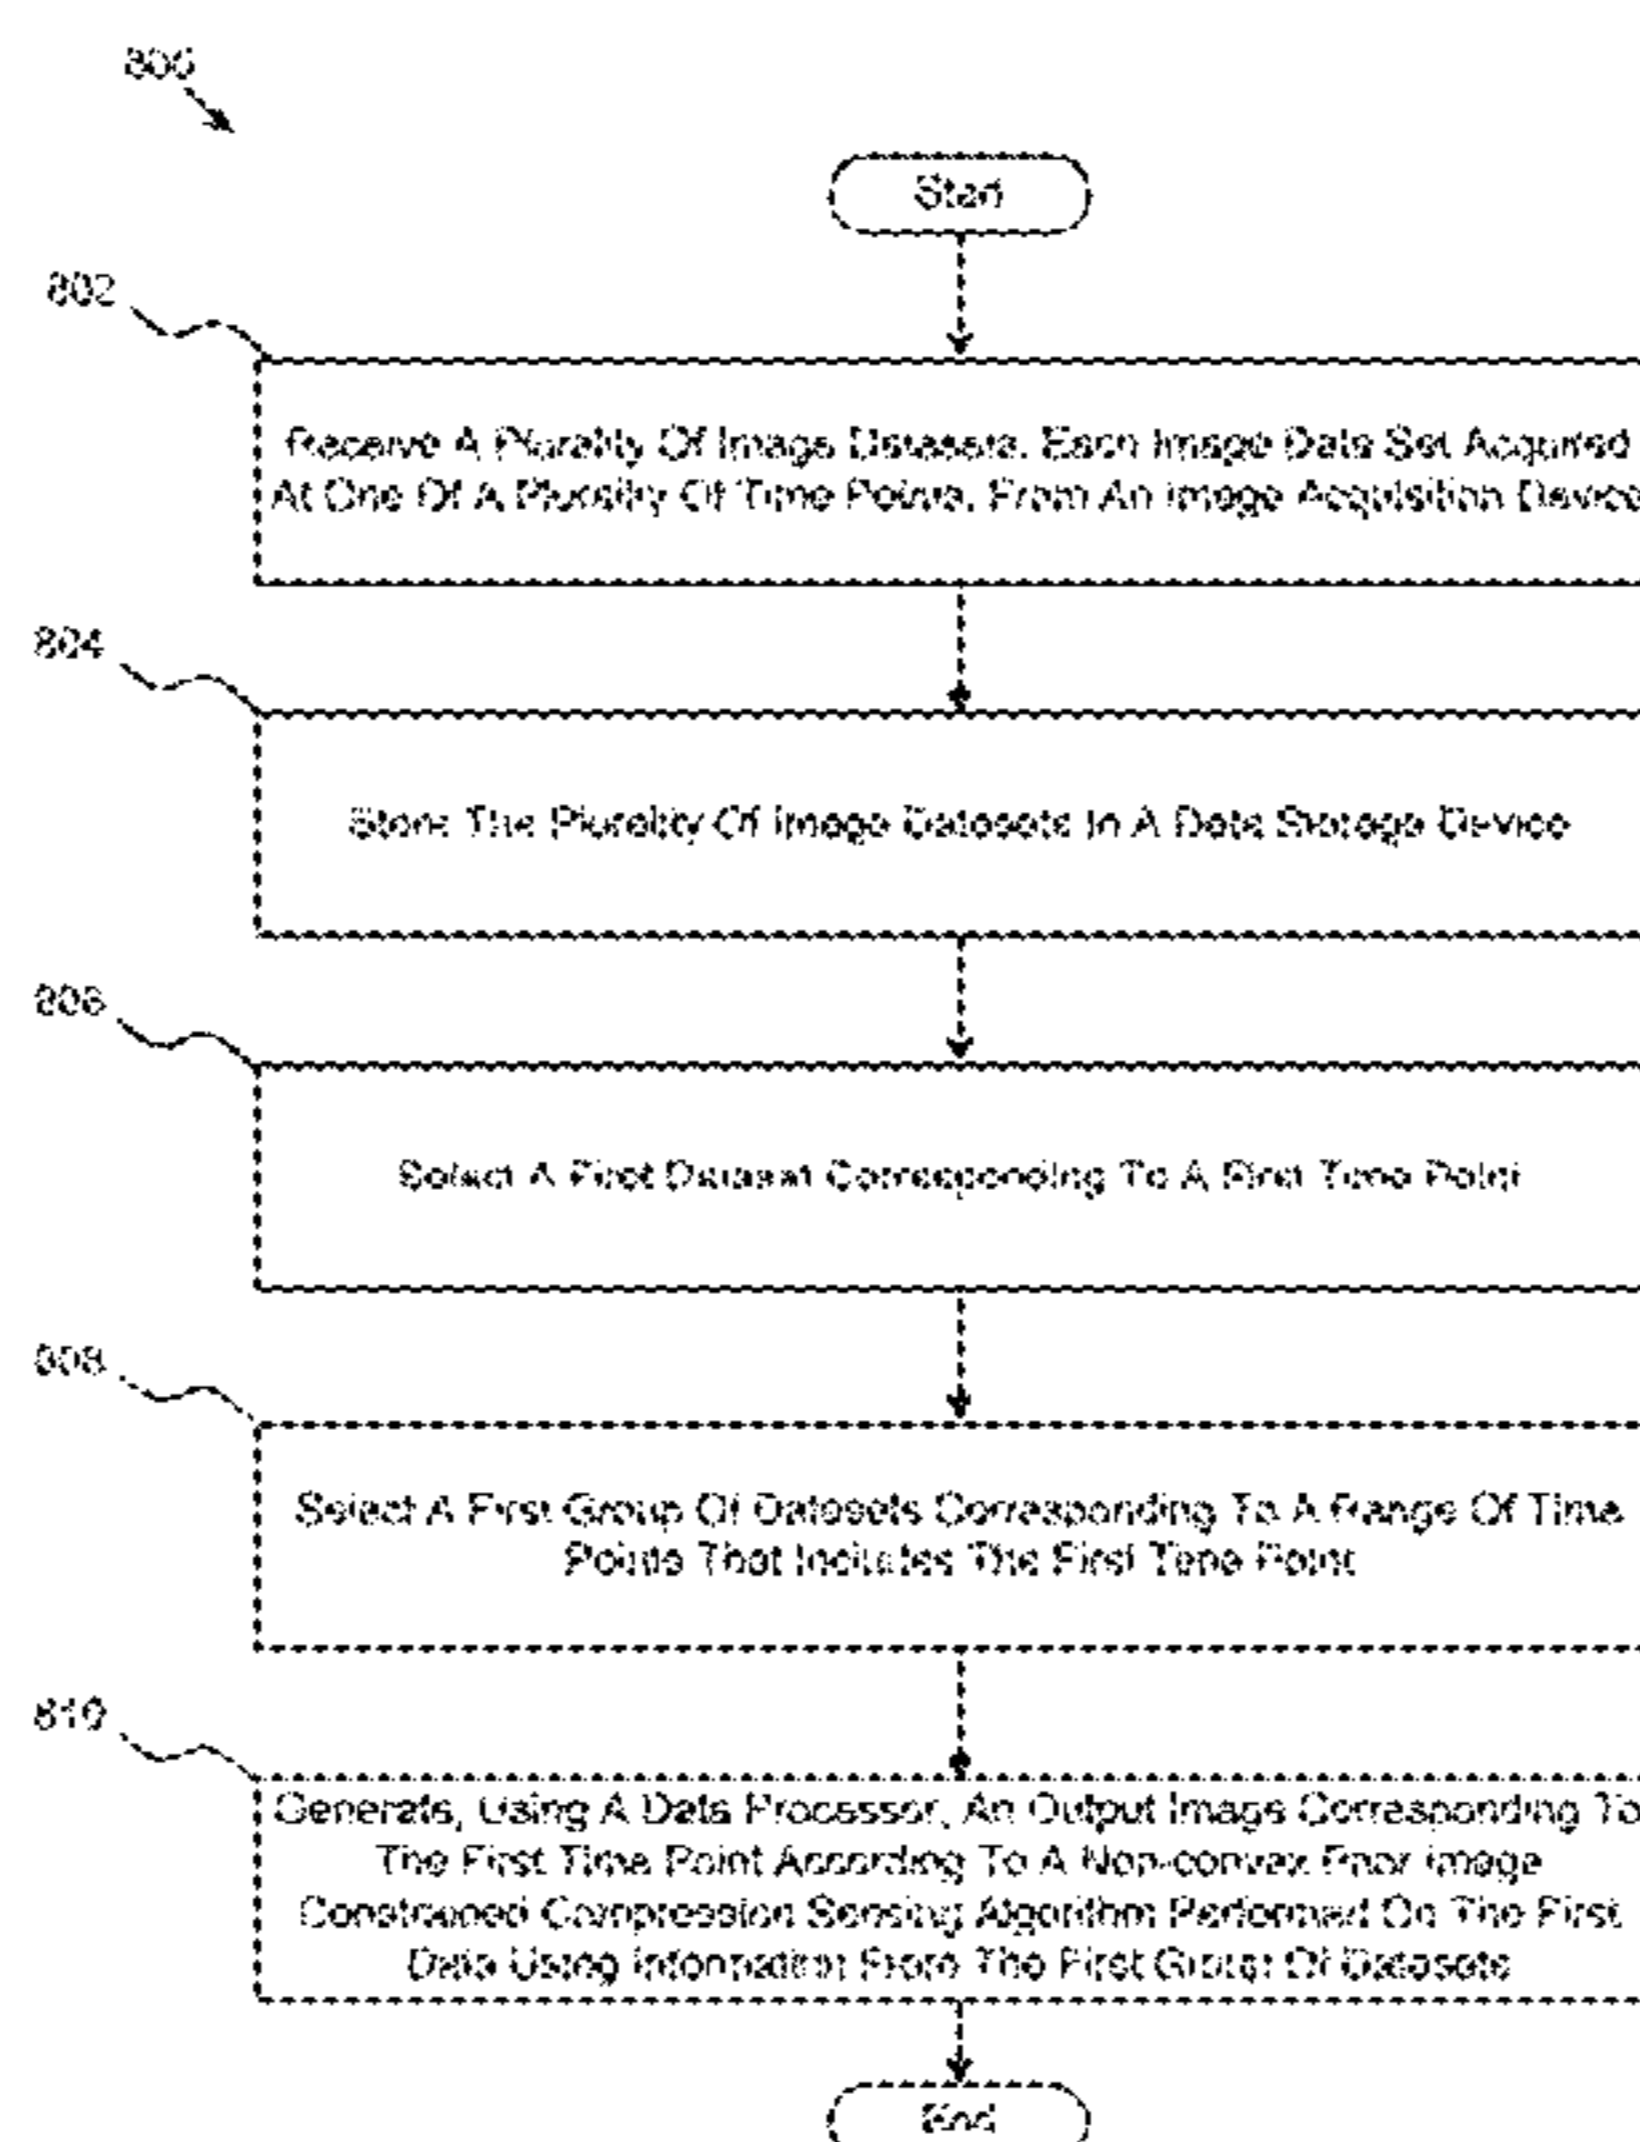 800
Start
802
Receive A Plurality Of Image Datasets, Each Image Data Set Acquired
At One Of A Plurality Of Time Points, From An Image Acquisition Device
804
Store The Plurality Of Image Datasets In A Data Storage Device
806
Select A First Dataset Corresponding To A First Time Point
808
Select A First Group Of Datasets Corresponding To A Range Of Time
Points That Includes The First Time Point
810
Generate, Using A Data Processor, An Output Image Corresponding To
The First Time Point According To A Non-convex Prior Image
Constrained Compression Sensing Algorithm Performed On The First
Data Using Information From The First Group Of Datasets
End